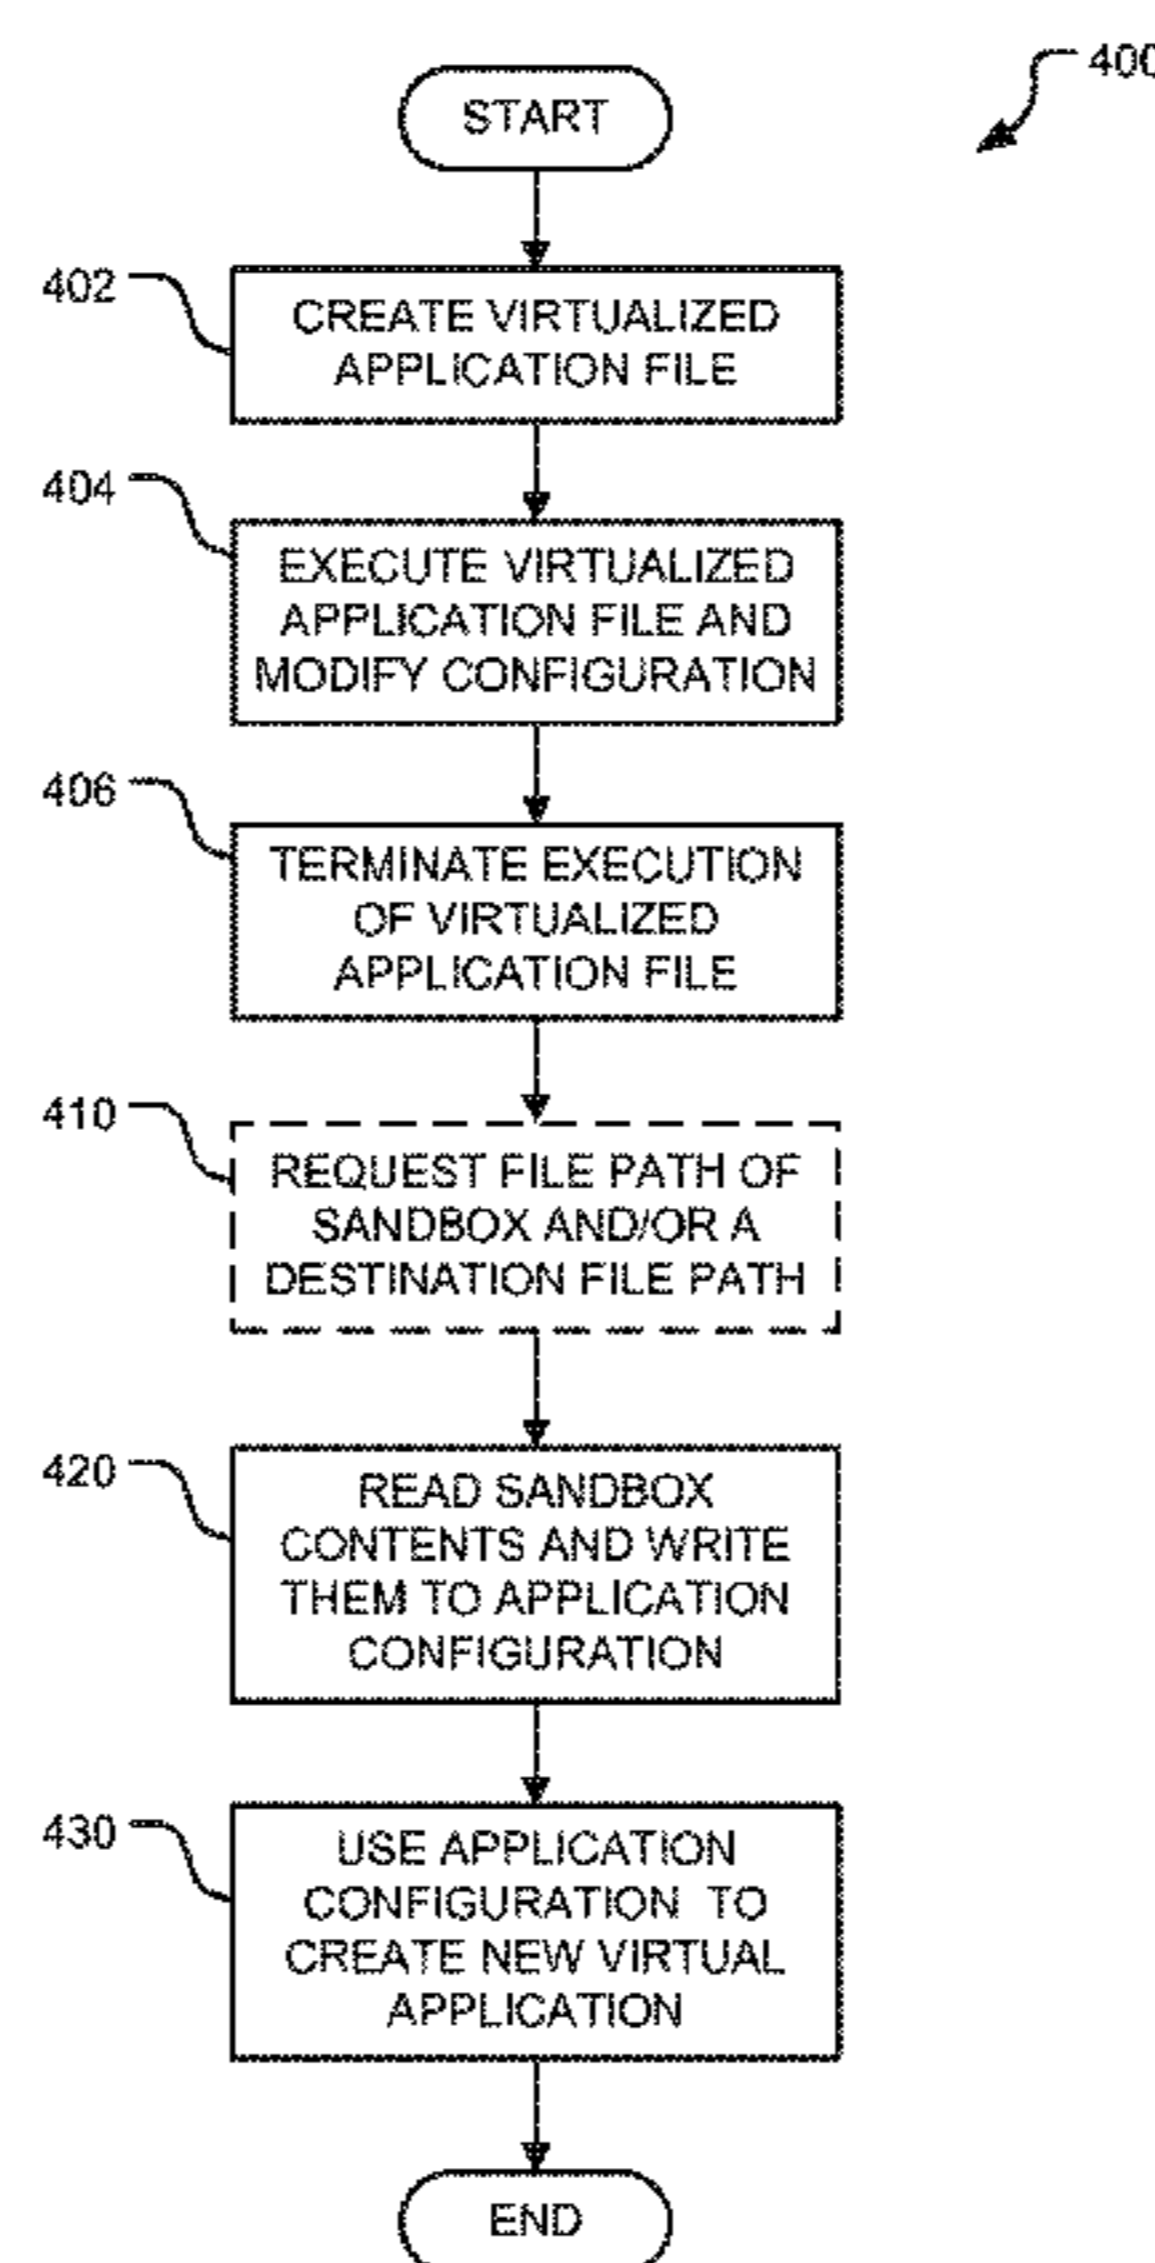 400
START
402
CREATE VIRTUALIZED
APPLICATION FILE
404
EXECUTE VIRTUALIZED
APPLICATION FILE AND
MODIFY CONFIGURATION
406
TERMINATE EXECUTION
OF VIRTUALIZED
APPLICATION FILE
410
REQUEST FILE PATH OF
SANDBOX AND/OR A
DESTINATION FILE PATH
420
READ SANDBOX
CONTENTS AND WRITE
THEM TO APPLICATION
CONFIGURATION
430
USE APPLICATION
CONFIGURATION TO
CREATE NEW VIRTUAL
APPLICATION
END